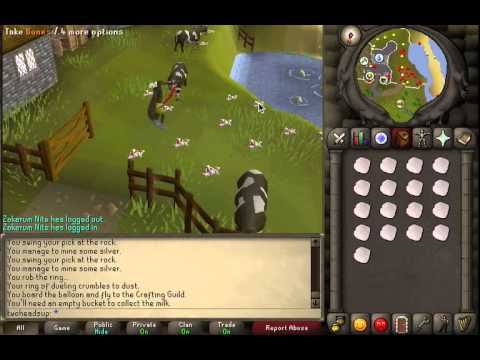 Take Bones / 4 more options
Zokerum Nite has logged out.
Zokerum Nite has logged in.
You swing your pick at the rock.
You manage to mine some silver.
You swing your pick at the rock.
You manage to mine some silver.
You rub the ring...
Your ring of dueling crumbles to dust.
You board the balloon and fly to the Crafting Guild.
You'll need an empty bucket to collect the milk.
twoheadsup: *
All
Game
Public
Hide
Private
On
Clan
On
Trade
On
Report Abuse